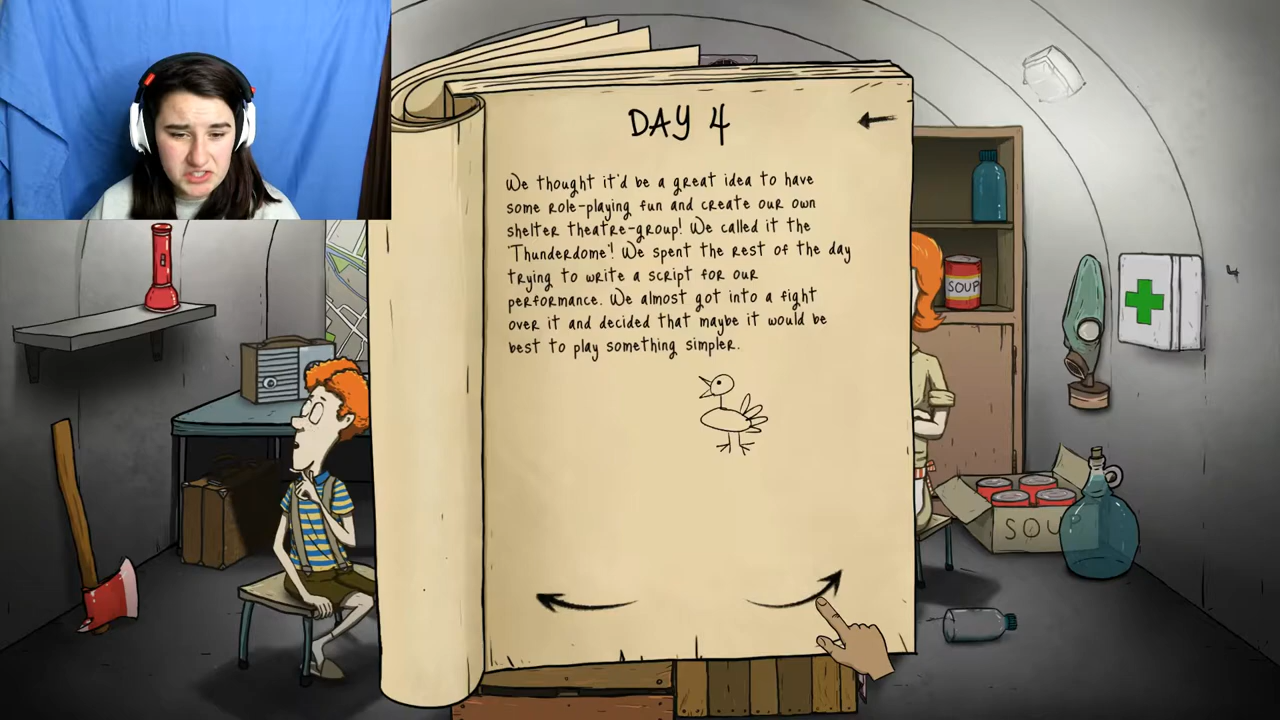 DAY 4
We thought it'd be a great idea to have
some role-playing fun and create our own
shelter theatre-group! We called it the
'Thunderdome'! We spent the rest of the day
trying to write a script for our
performance. We almost got into a fight
over it and decided that maybe it would be
best to play something simpler.
SOUP
4
SOU